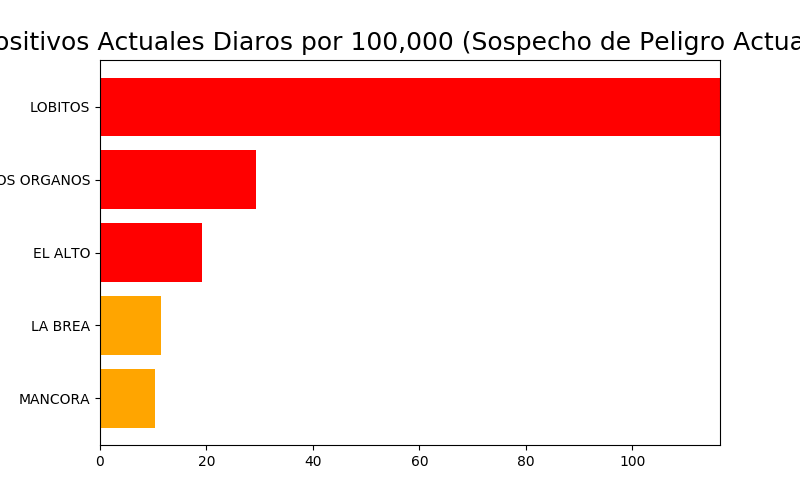 ositivos Actuales Diaros por 100,000 (Sospecho de Peligro Actua
LOBITOS
OS ORGANOS
EL ALTO
LA BREA
MANCORA
0 20 40 60 80 100